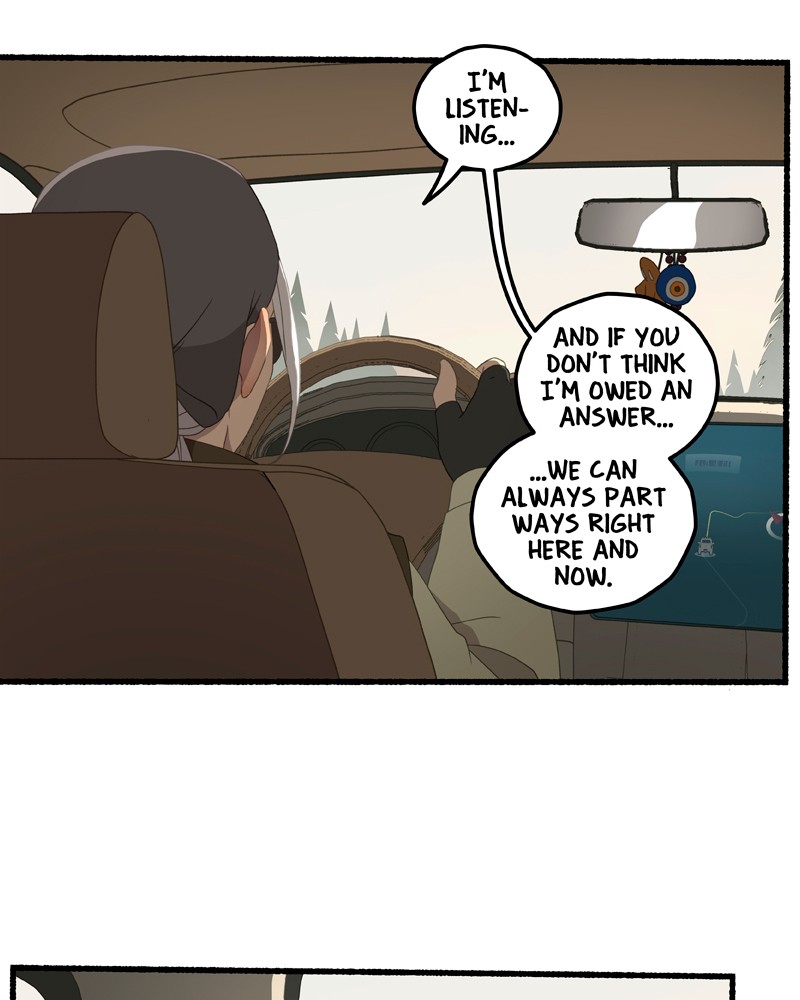 I'M
LISTEN-
ING...
AND IF YOU
DON'T THINK
I'M OWED AN
ANSWER...
...WE CAN
ALWAYS PART
WAYS RIGHT
HERE AND
NOW.